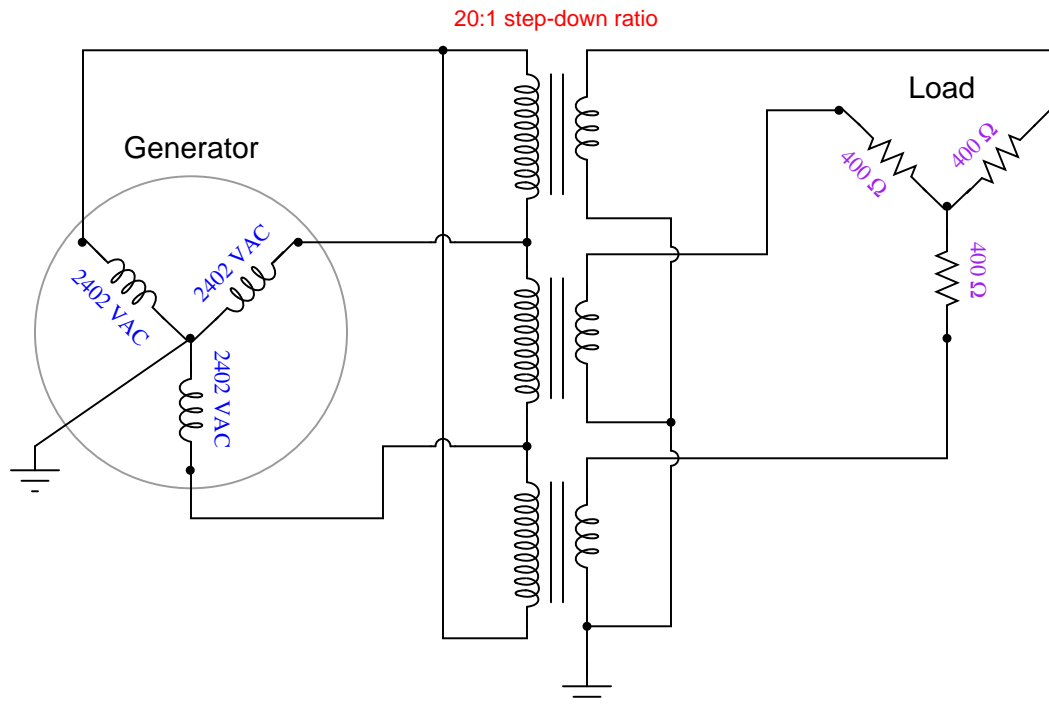 20:1 step-down ratio
Load
Generator
400 Ω
400 Ω
2402 VAC
2402 VAC
400 Ω
2402 VAC